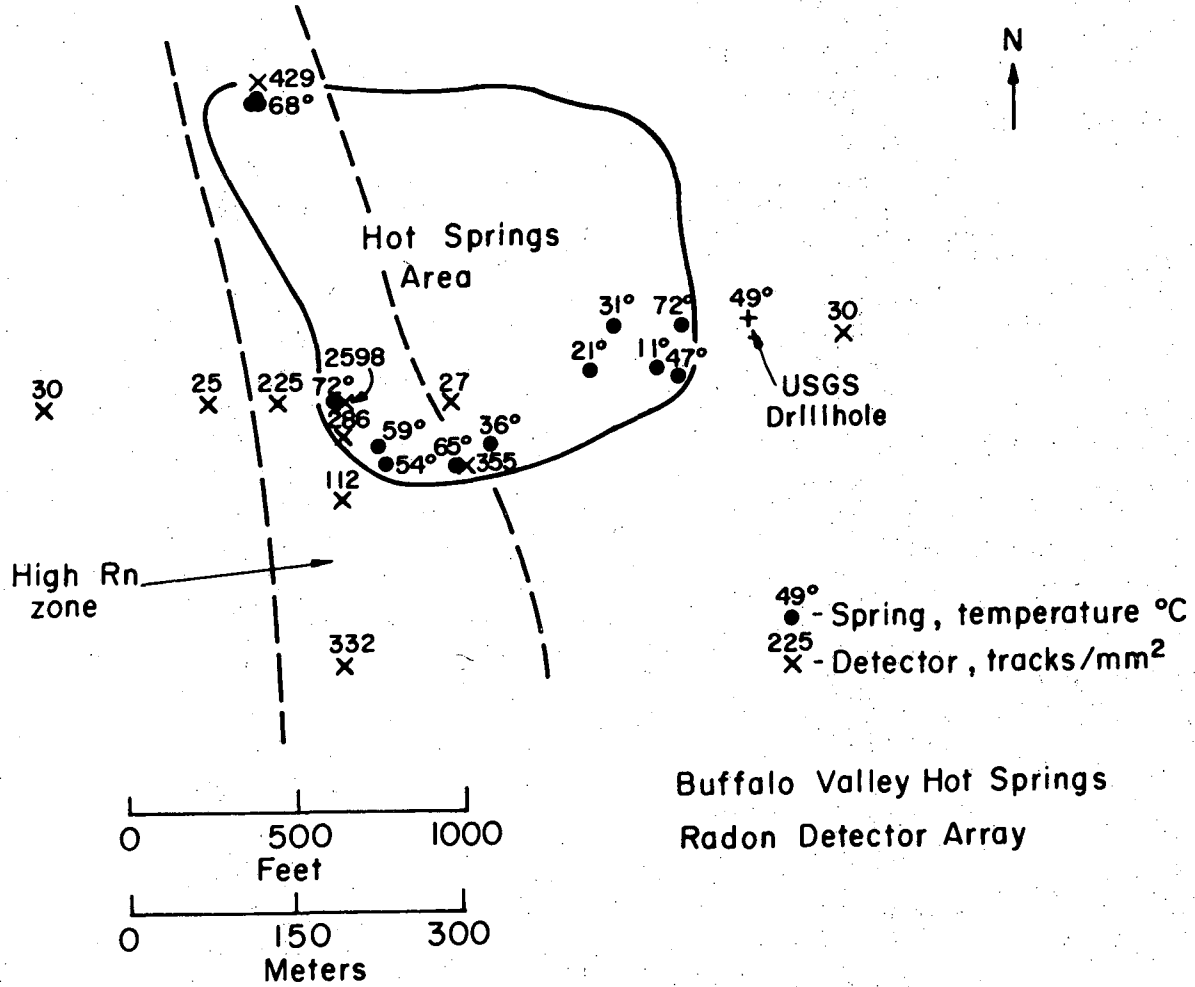 N
429
68°
Hot Springs
Area
31° 72° 49° 30
2598
21° 11° 47°
30 25 225 72° 27
USGS
Drillhole
286
59° 36°
54° 65° 355
112
High Rn
zone
49° - Spring, temperature °C
332
225 - Detector, tracks/mm²
Buffalo Valley Hot Springs
0 500 1000
Feet
Radon Detector Array
0 150 300
Meters